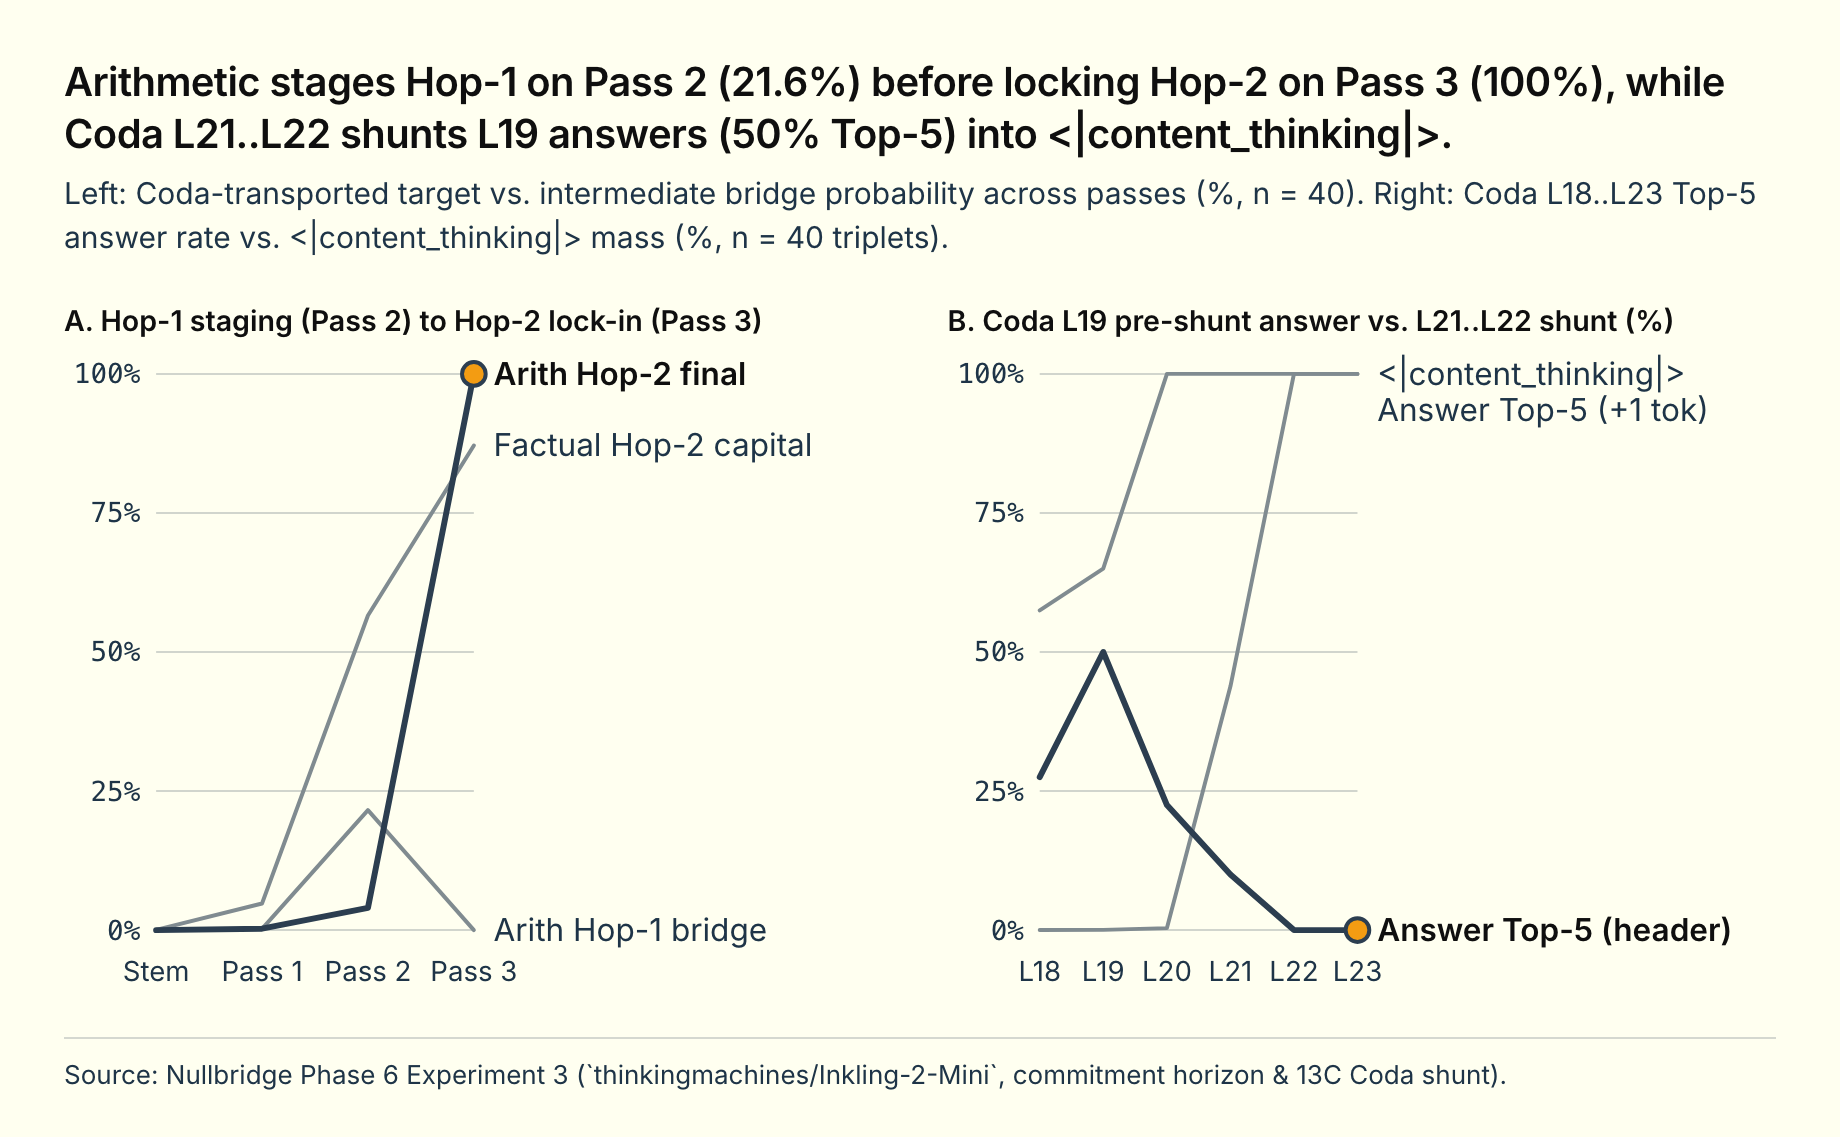 Arithmetic stages Hop-1 on Pass 2 (21.6%) before locking Hop-2 on Pass 3 (100%), while
Coda L21..L22 shunts L19 answers (50% Top-5) into <|content_thinking|>.
Left: Coda-transported target vs. intermediate bridge probability across passes (%, n = 40). Right: Coda L18..L23 Top-5
answer rate vs. <|content_thinking|> mass (%, n = 40 triplets).
A. Hop-1 staging (Pass 2) to Hop-2 lock-in (Pass 3)
100%
Arith Hop-2 final
Factual Hop-2 capital
75%
50%
25%
0%
Arith Hop-1 bridge
Stem Pass 1 Pass 2 Pass 3
B. Coda L19 pre-shunt answer vs. L21..L22 shunt (%)
100%
<|content_thinking|>
Answer Top-5 (+1 tok)
75%
50%
25%
0%
Answer Top-5 (header)
L18 L19 L20 L21 L22 L23
Source: Nullbridge Phase 6 Experiment 3 (`thinkingmachines/Inkling-2-Mini`, commitment horizon & 13C Coda shunt).